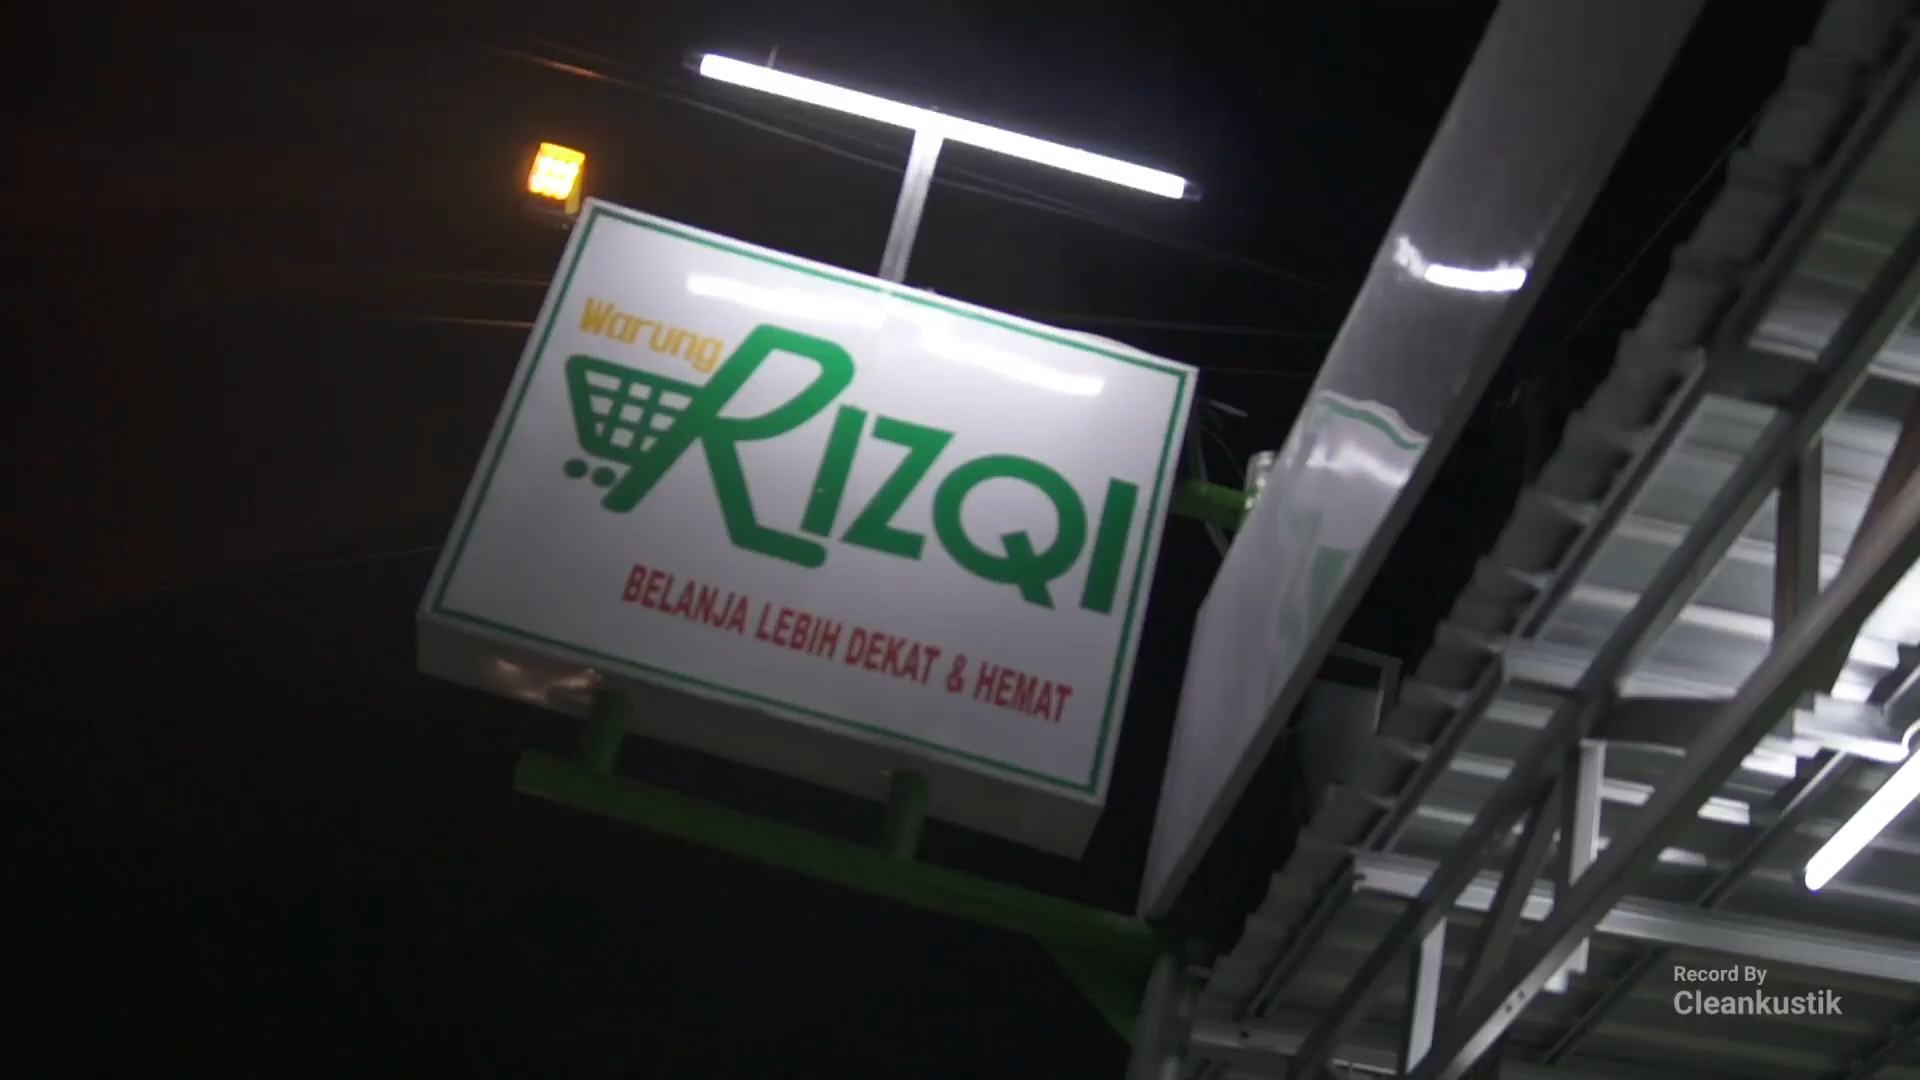 Warung
RIZQI
BELANJA LEBIH DEKAT & HEMAT
Record By
Cleankustik